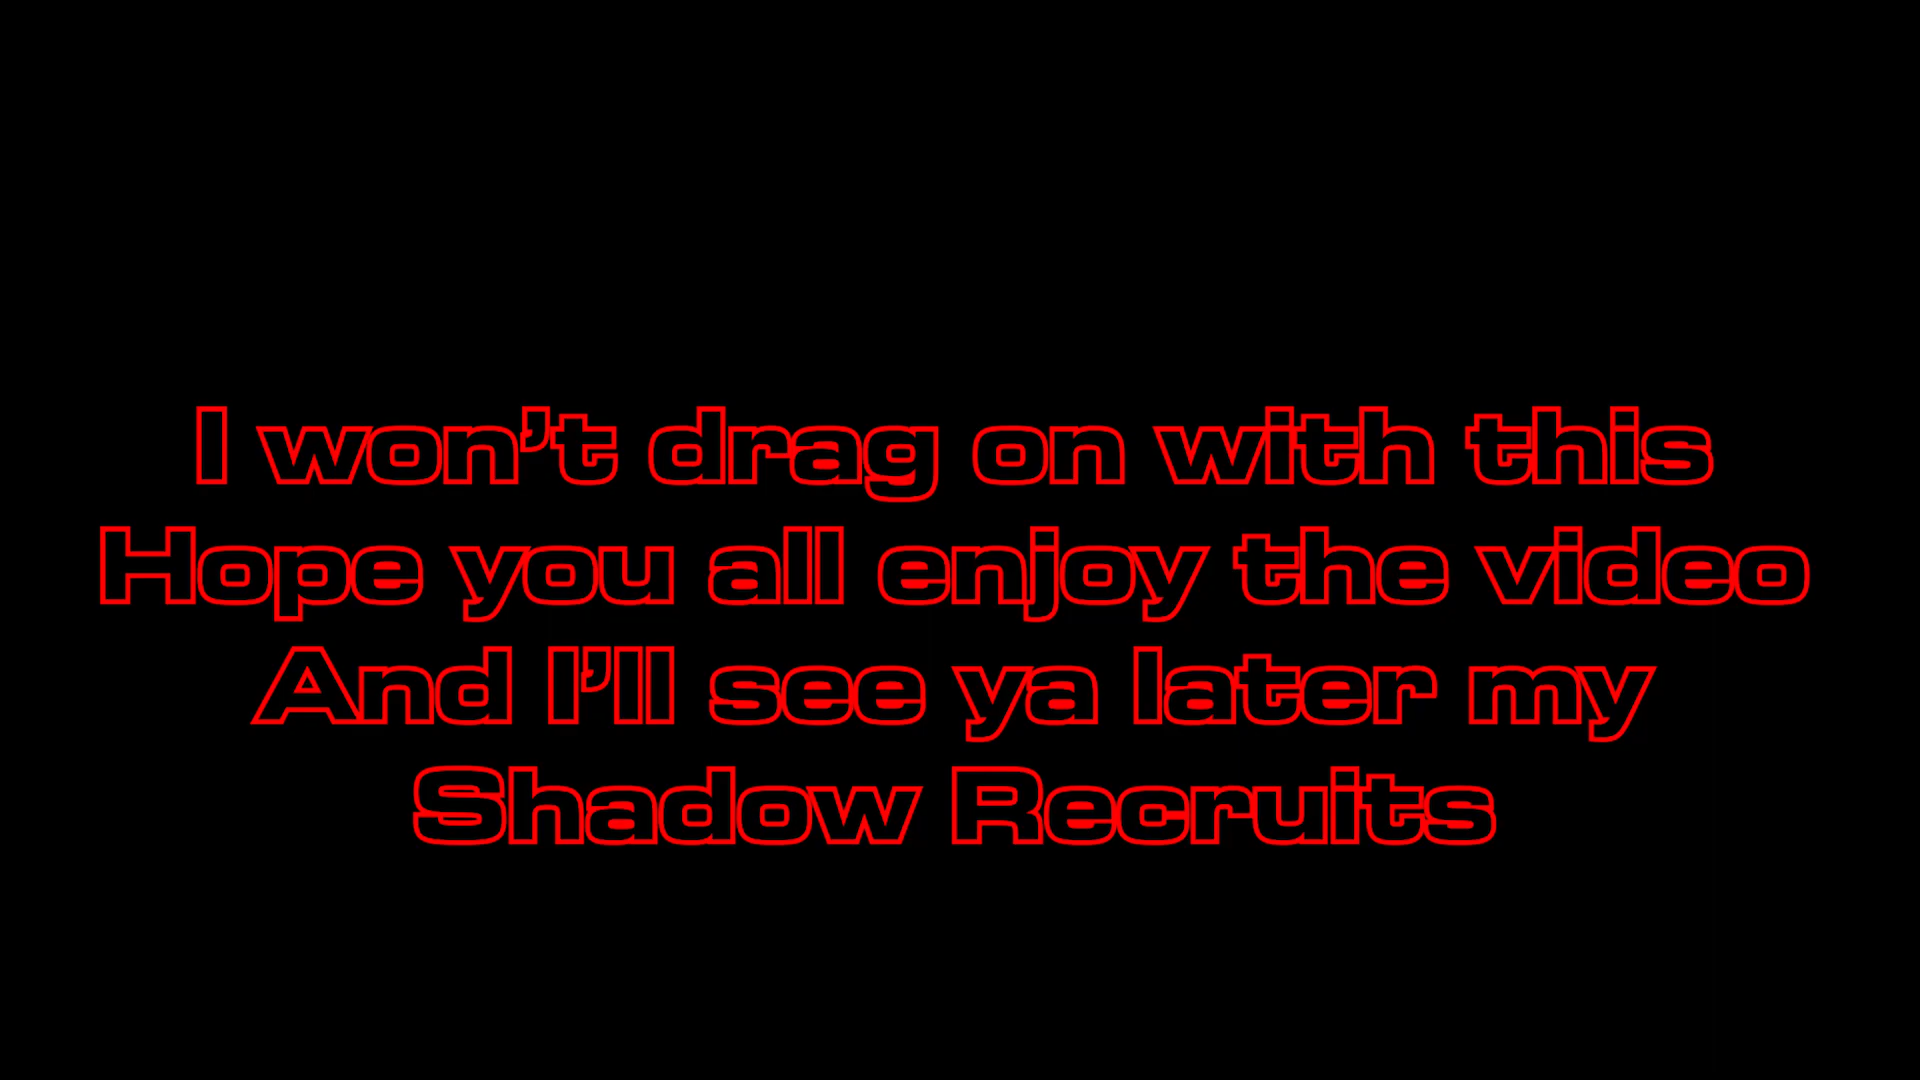 I won’t drag on with this
Hope you all enjoy the video
And I’ll see ya later my
Shadow Recruits